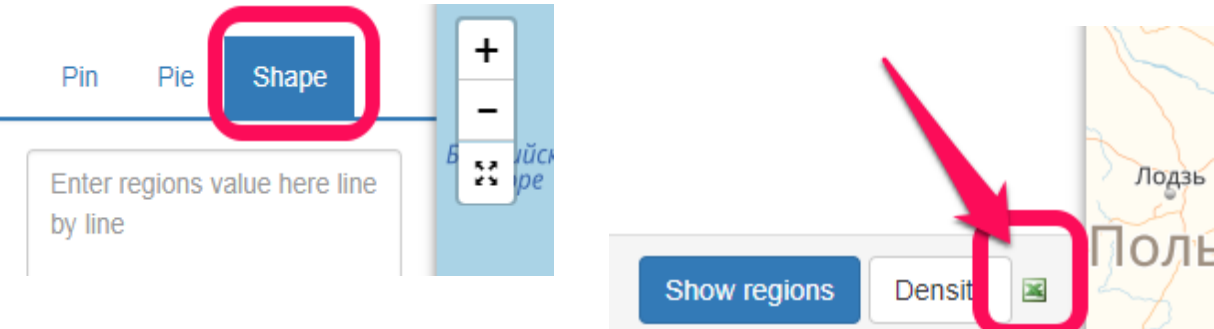 Pin Pie Shape
+
−
Enter regions value here line
by line
Лодзь
Поль
Show regions
Densit